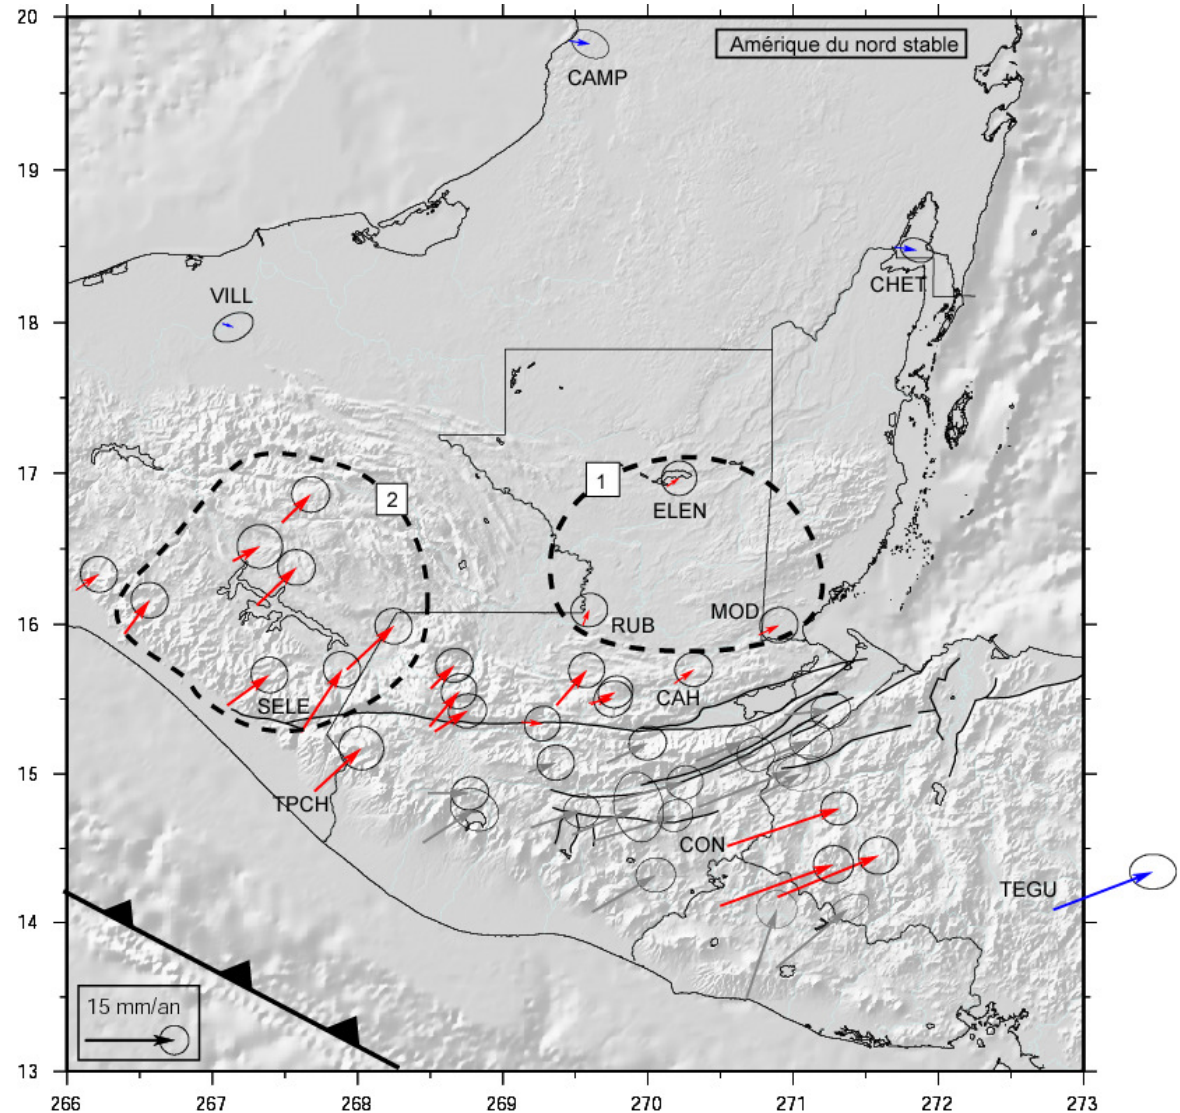 20
Amérique du nord stable
CAMP
19
CHET
VILL
18
17
1
2
ELEN
RUB
MOD
16
CAH
SELE
15
TPCH
CON
TEGU
14
15 mm/an
13
266
267
268
269
270
271
272
273